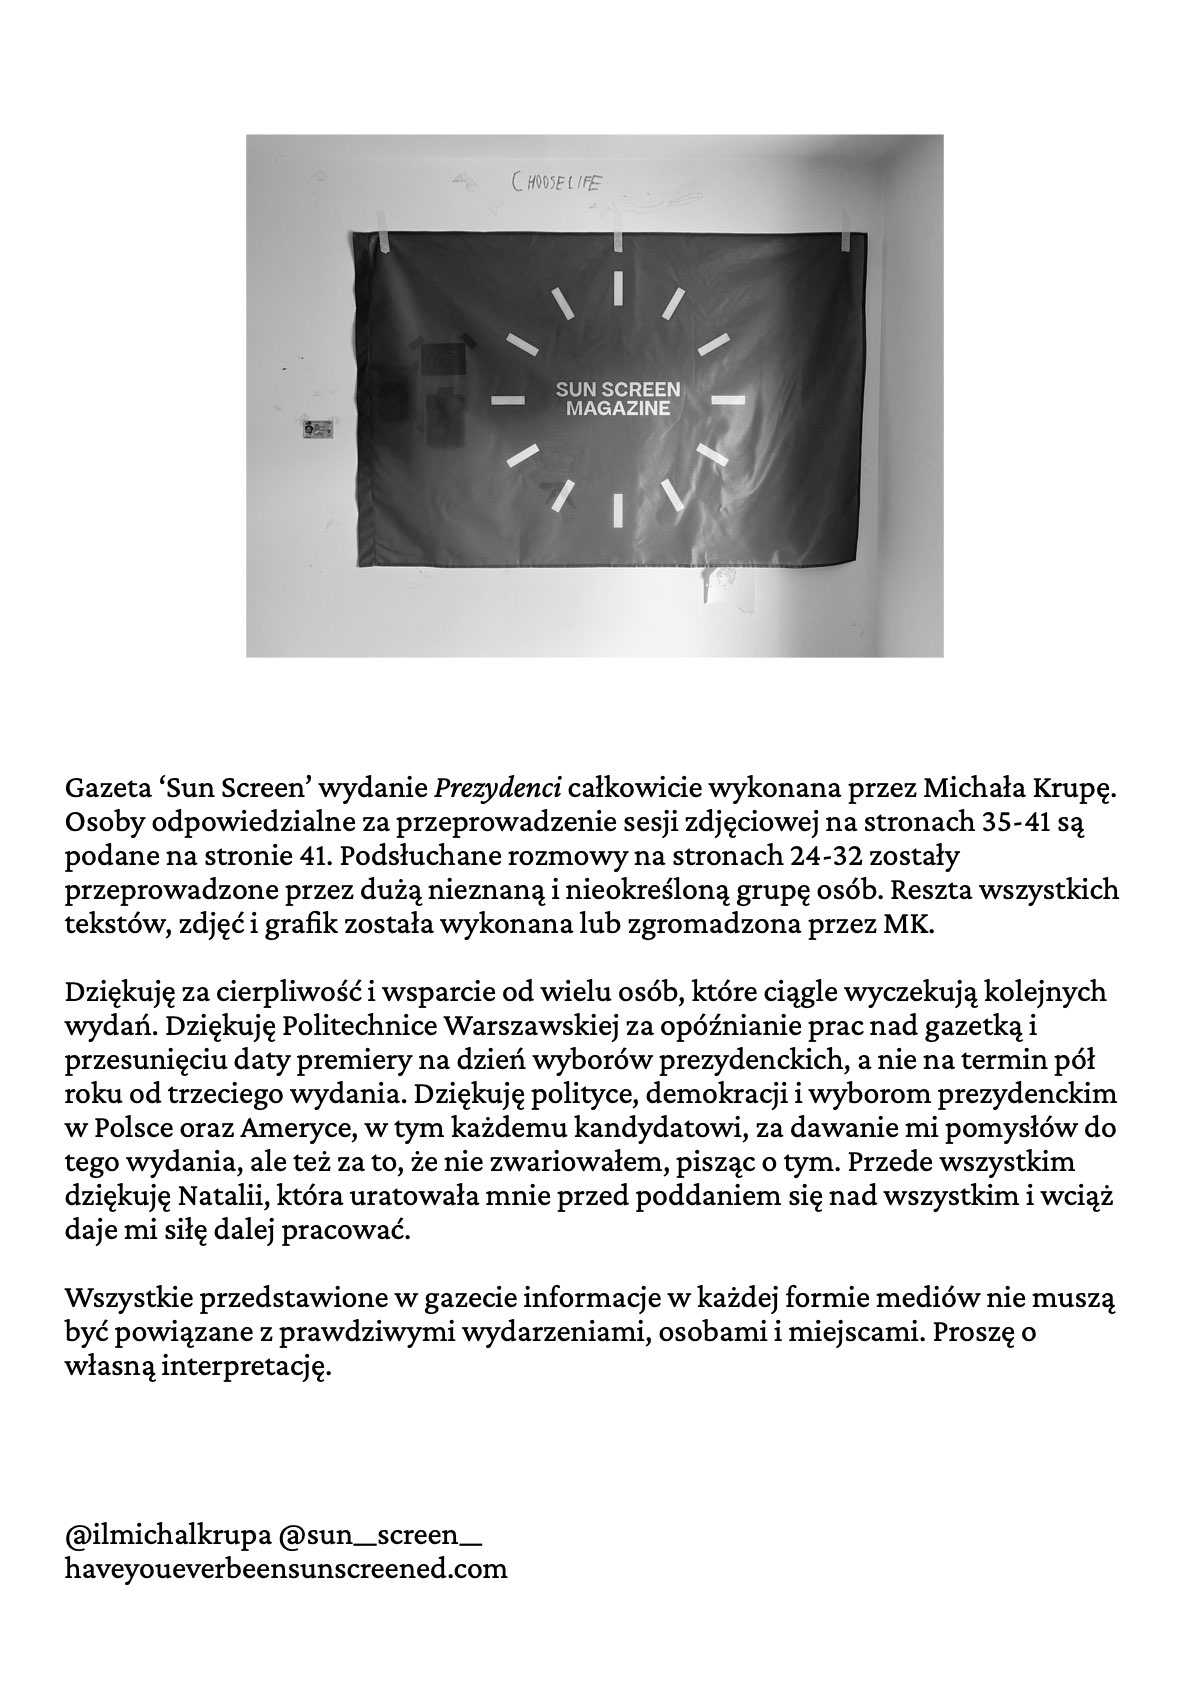 CHOOSE LIFE
SUN SCREEN
MAGAZINE
Gazeta ‘Sun Screen’ wydanie Prezydenci całkowicie wykonana przez Michała Krupę.
Osoby odpowiedzialne za przeprowadzenie sesji zdjęciowej na stronach 35-41 są
podane na stronie 41. Podsłuchane rozmowy na stronach 24-32 zostały
przeprowadzone przez dużą nieznaną i nieokreśloną grupę osób. Reszta wszystkich
tekstów, zdjęć i grafik została wykonana lub zgromadzona przez MK.
Dziękuję za cierpliwość i wsparcie od wielu osób, które ciągle wyczekują kolejnych
wydań. Dziękuję Politechnice Warszawskiej za opóźnianie prac nad gazetką i
przesunięciu daty premiery na dzień wyborów prezydenckich, a nie na termin pół
roku od trzeciego wydania. Dziękuję polityce, demokracji i wyborom prezydenckim
w Polsce oraz Ameryce, w tym każdemu kandydatowi, za dawanie mi pomysłów do
tego wydania, ale też za to, że nie zwariowałem, pisząc o tym. Przede wszystkim
dziękuję Natalii, która uratowała mnie przed poddaniem się nad wszystkim i wciąż
daje mi siłę dalej pracować.
Wszystkie przedstawione w gazecie informacje w każdej formie mediów nie muszą
być powiązane z prawdziwymi wydarzeniami, osobami i miejscami. Proszę o
własną interpretację.
@ilmichalkrupa @sun__screen__
haveyoueverbeensunscreened.com